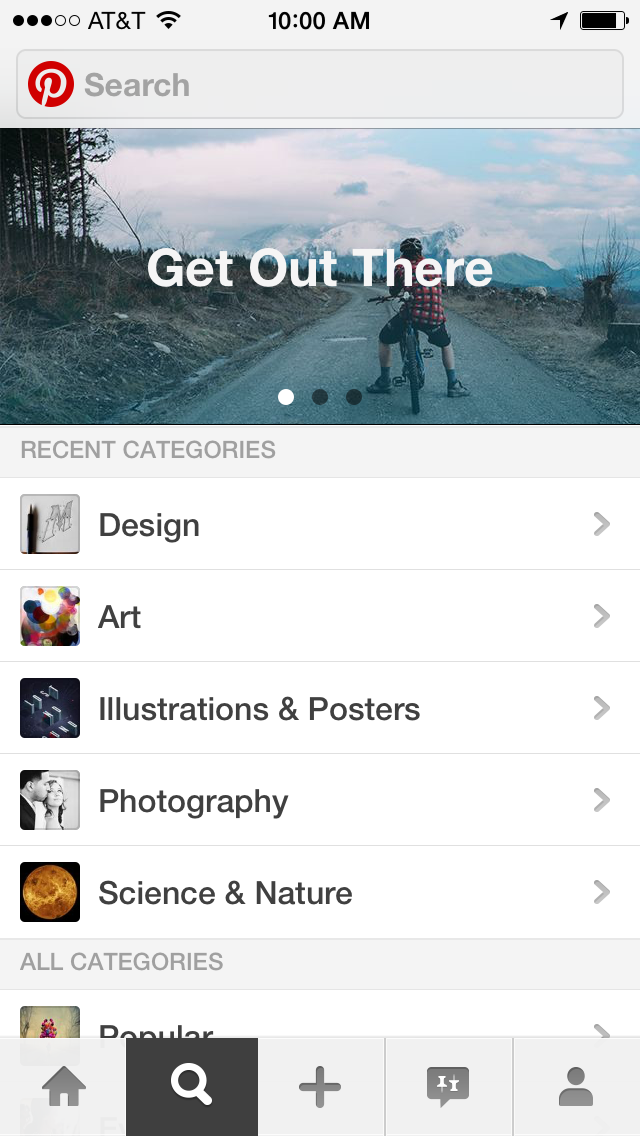 AT&T 10:00 AM
Search
Get Out There
RECENT CATEGORIES
Design
Art
Illustrations & Posters
Photography
Science & Nature
ALL CATEGORIES
Popular